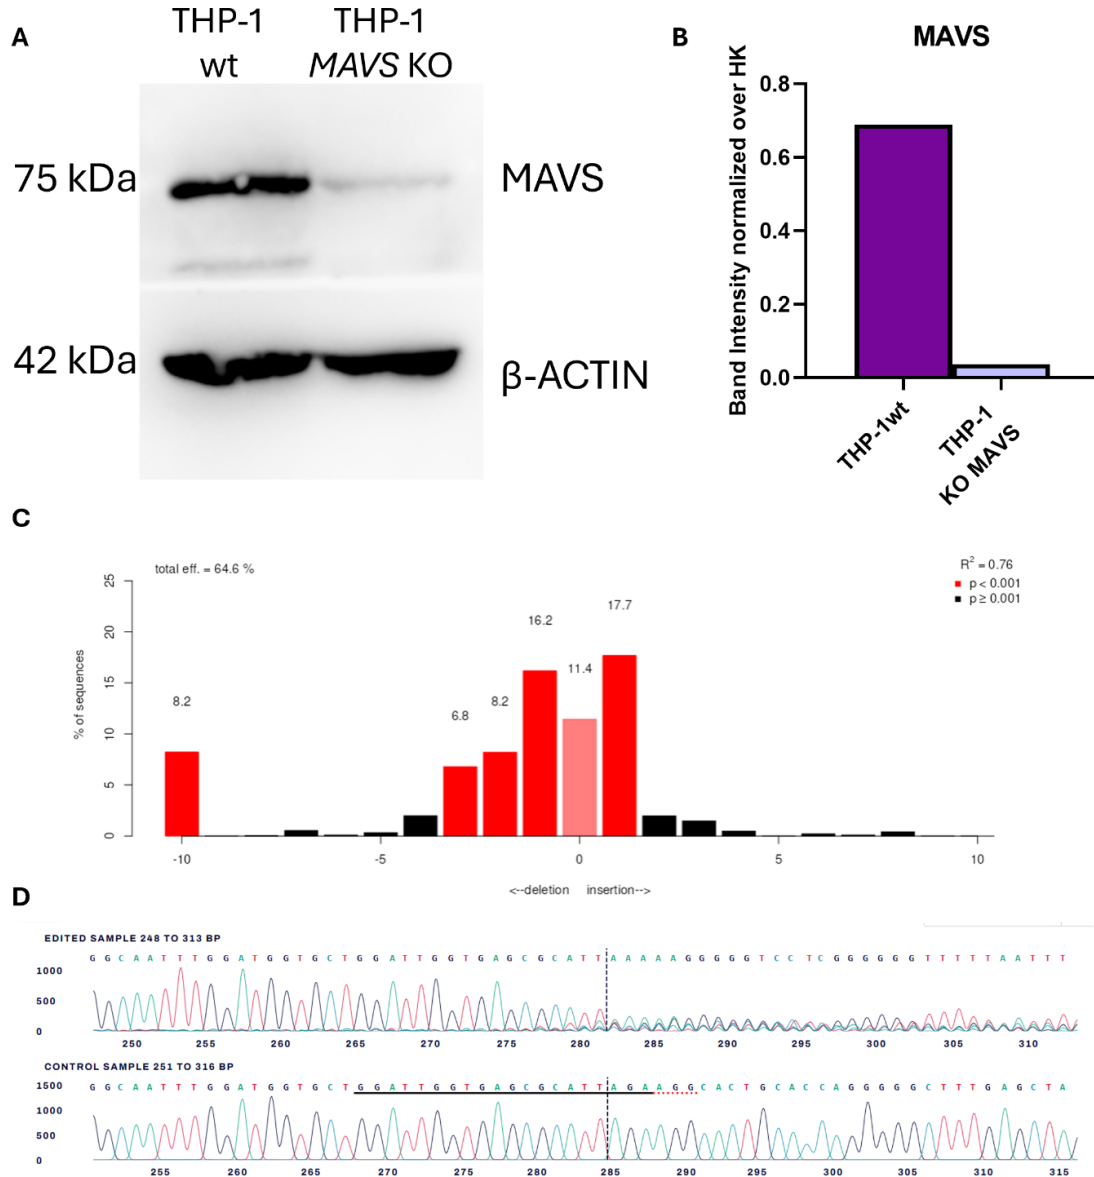 A
THP-1 THP-1
wt MAVS KO
75 kDa MAVS
42 kDa β-ACTIN
B
MAVS
Band Intensity normalized over HK
0.8
0.6
0.4
0.2
0.0
THP-1wt
THP-1
KO MAVS
C
total eff. = 64.6 %
R2 = 0.76
p < 0.001
p ≥ 0.001
% of sequences
25
20
15
10
5
0
8.2
6.8
8.2
16.2
11.4
17.7
-10 -5 0 5 10
<--deletion insertion-->
D
EDITED SAMPLE 248 TO 313 BP
G G C A A T T T G G A T G G T G C T G G A T T G G T G A G C G C A T T A A A A A G G G G G T C C T C G G G G G G T T T T T A A T T T
1000
500
0
250 255 260 265 270 275 280 285 290 295 300 305 310
CONTROL SAMPLE 251 TO 316 BP
1500
G G C A A T T T G G A T G G T G C T G G A T T G G T G A G C G C A T T A G A A G G C A C T G C A C C A G G G G G C T T T G A G C T A
1000
500
0
255 260 265 270 275 280 285 290 295 300 305 310 315